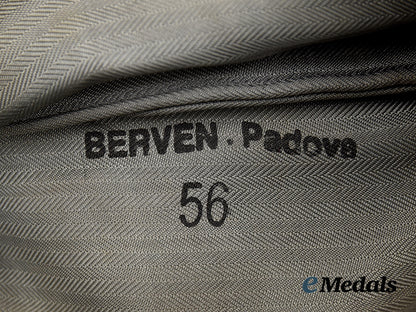 BERVEN. Padova
56
eMedals